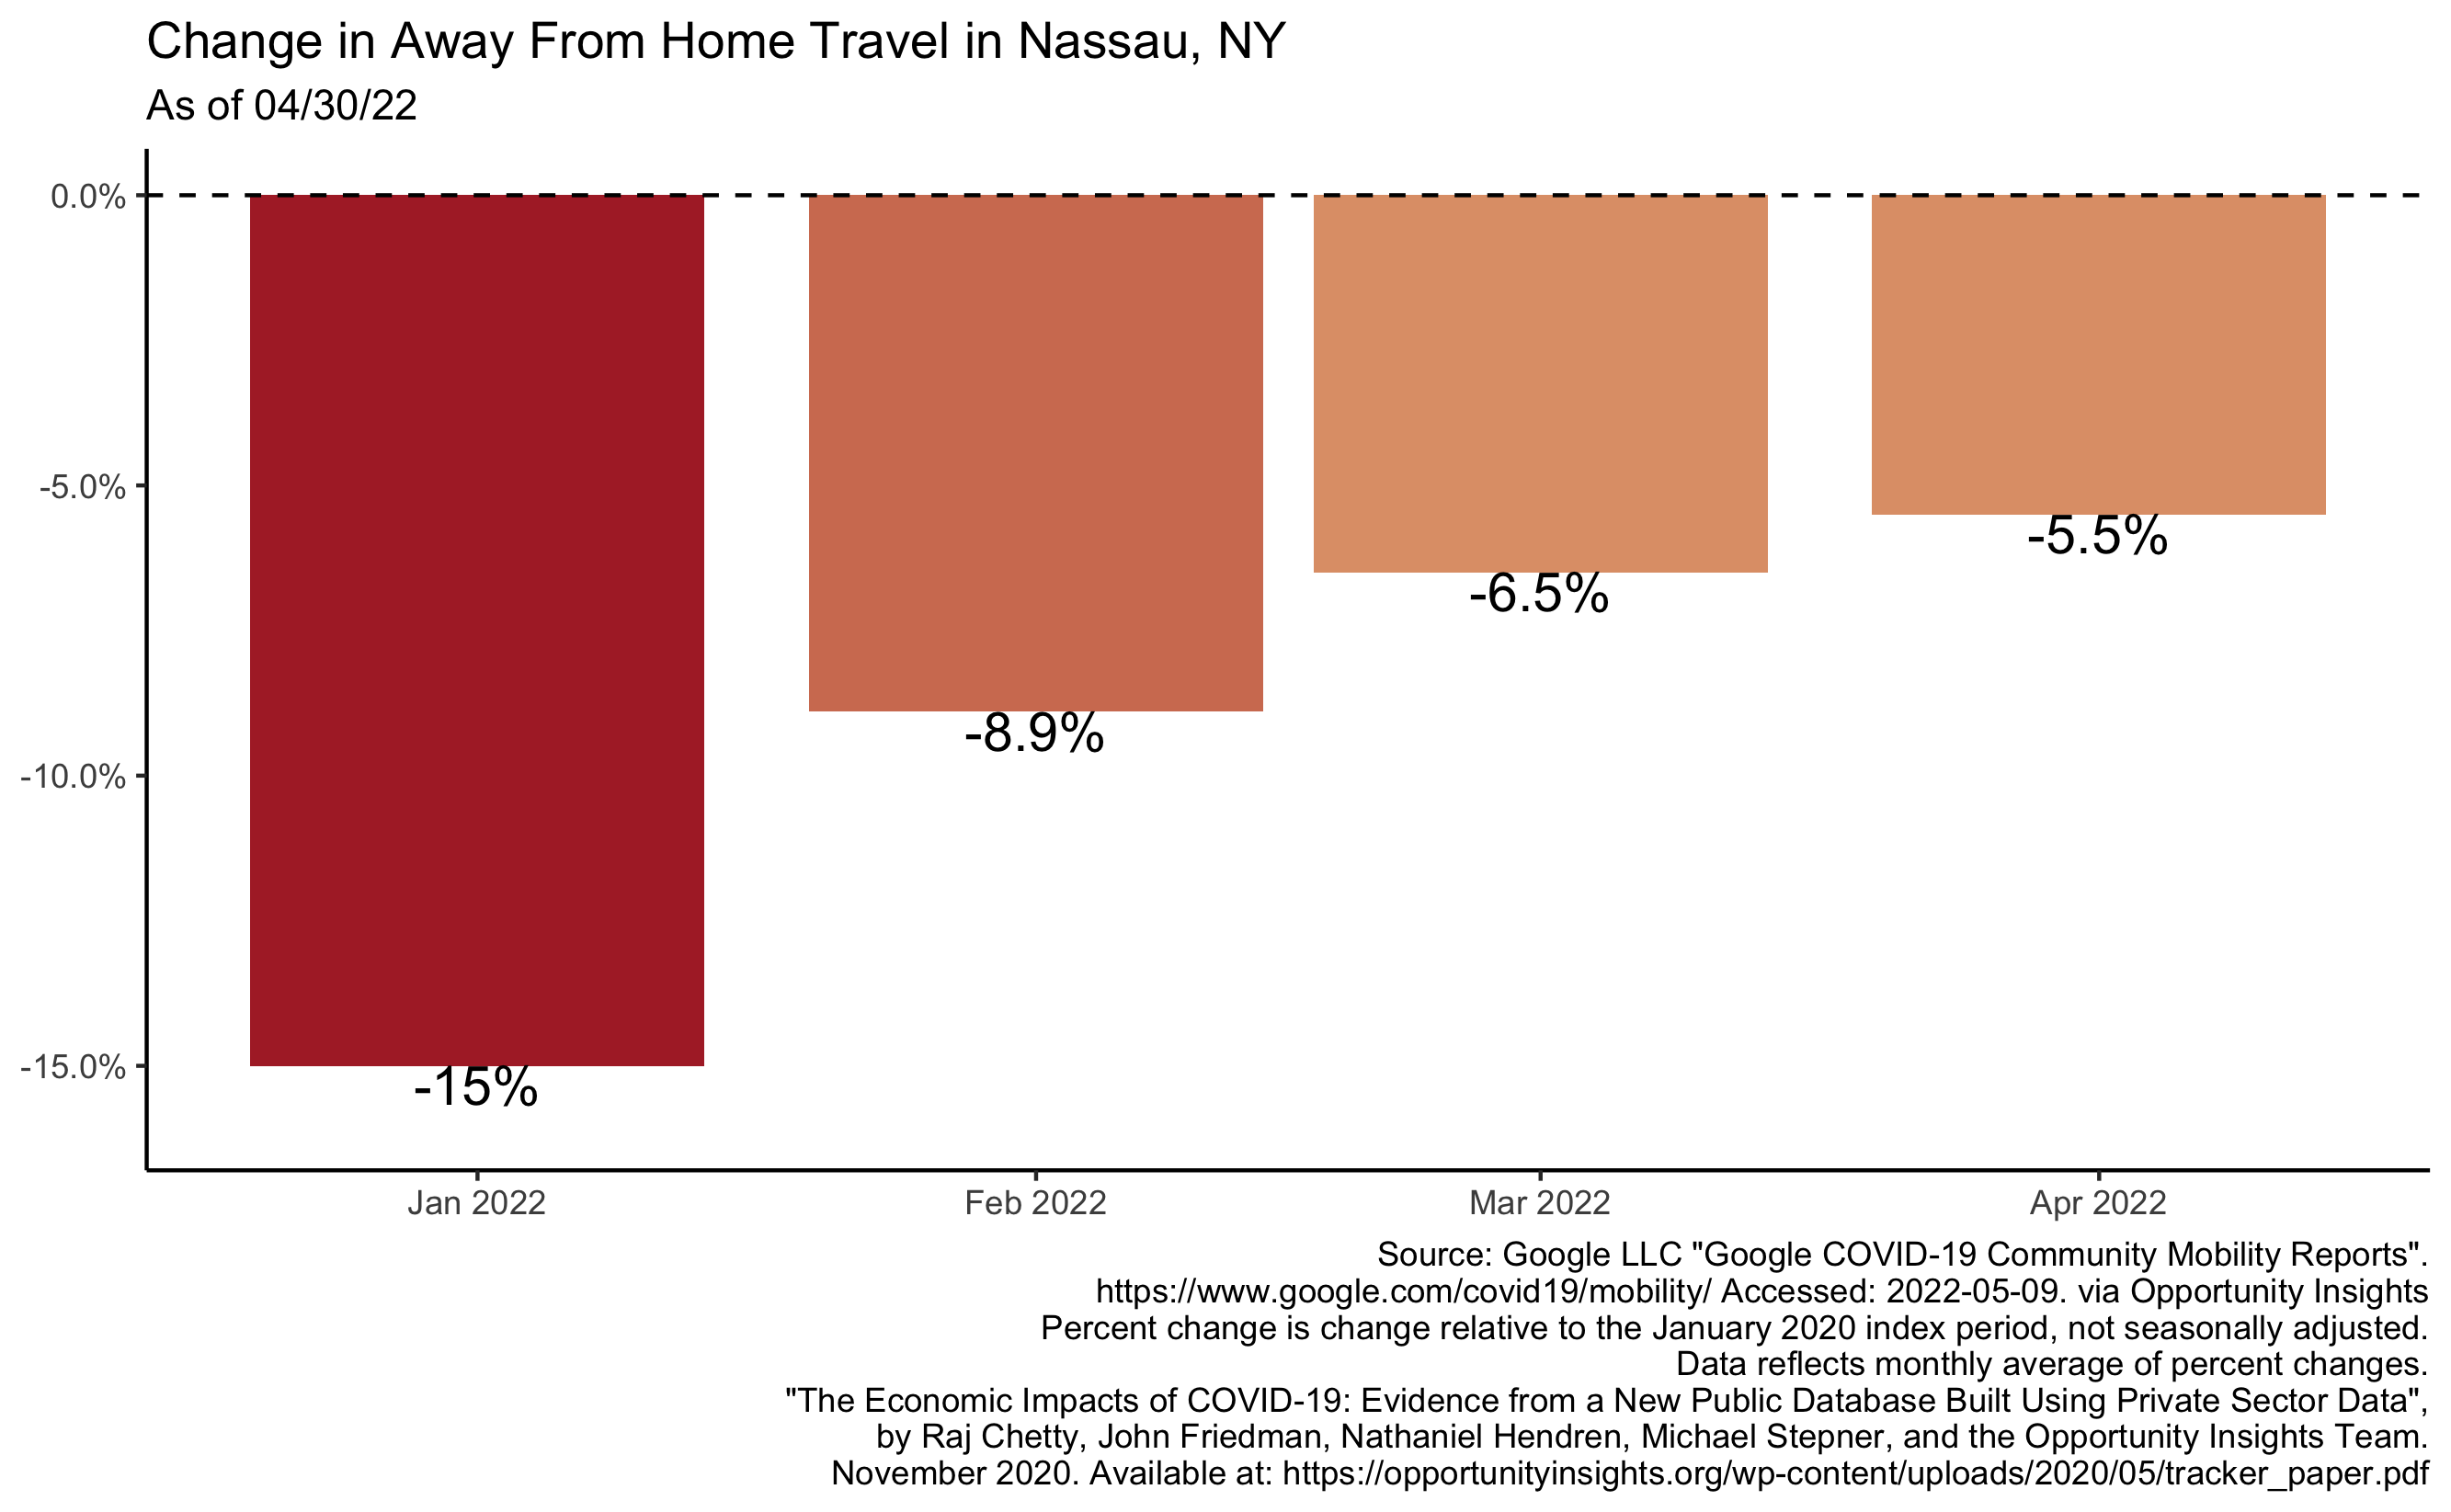 Change in Away From Home Travel in Nassau, NY
As of 04/30/22
0.0%
-5.0%
-10.0%
-15.0%
-15%
-8.9%
-6.5%
-5.5%
Jan 2022
Feb 2022
Mar 2022
Apr 2022
Source: Google LLC "Google COVID-19 Community Mobility Reports".
https://www.google.com/covid19/mobility/ Accessed: 2022-05-09. via Opportunity Insights
Percent change is change relative to the January 2020 index period, not seasonally adjusted.
Data reflects monthly average of percent changes.
"The Economic Impacts of COVID-19: Evidence from a New Public Database Built Using Private Sector Data",
by Raj Chetty, John Friedman, Nathaniel Hendren, Michael Stepner, and the Opportunity Insights Team.
November 2020. Available at: https://opportunityinsights.org/wp-content/uploads/2020/05/tracker_paper.pdf